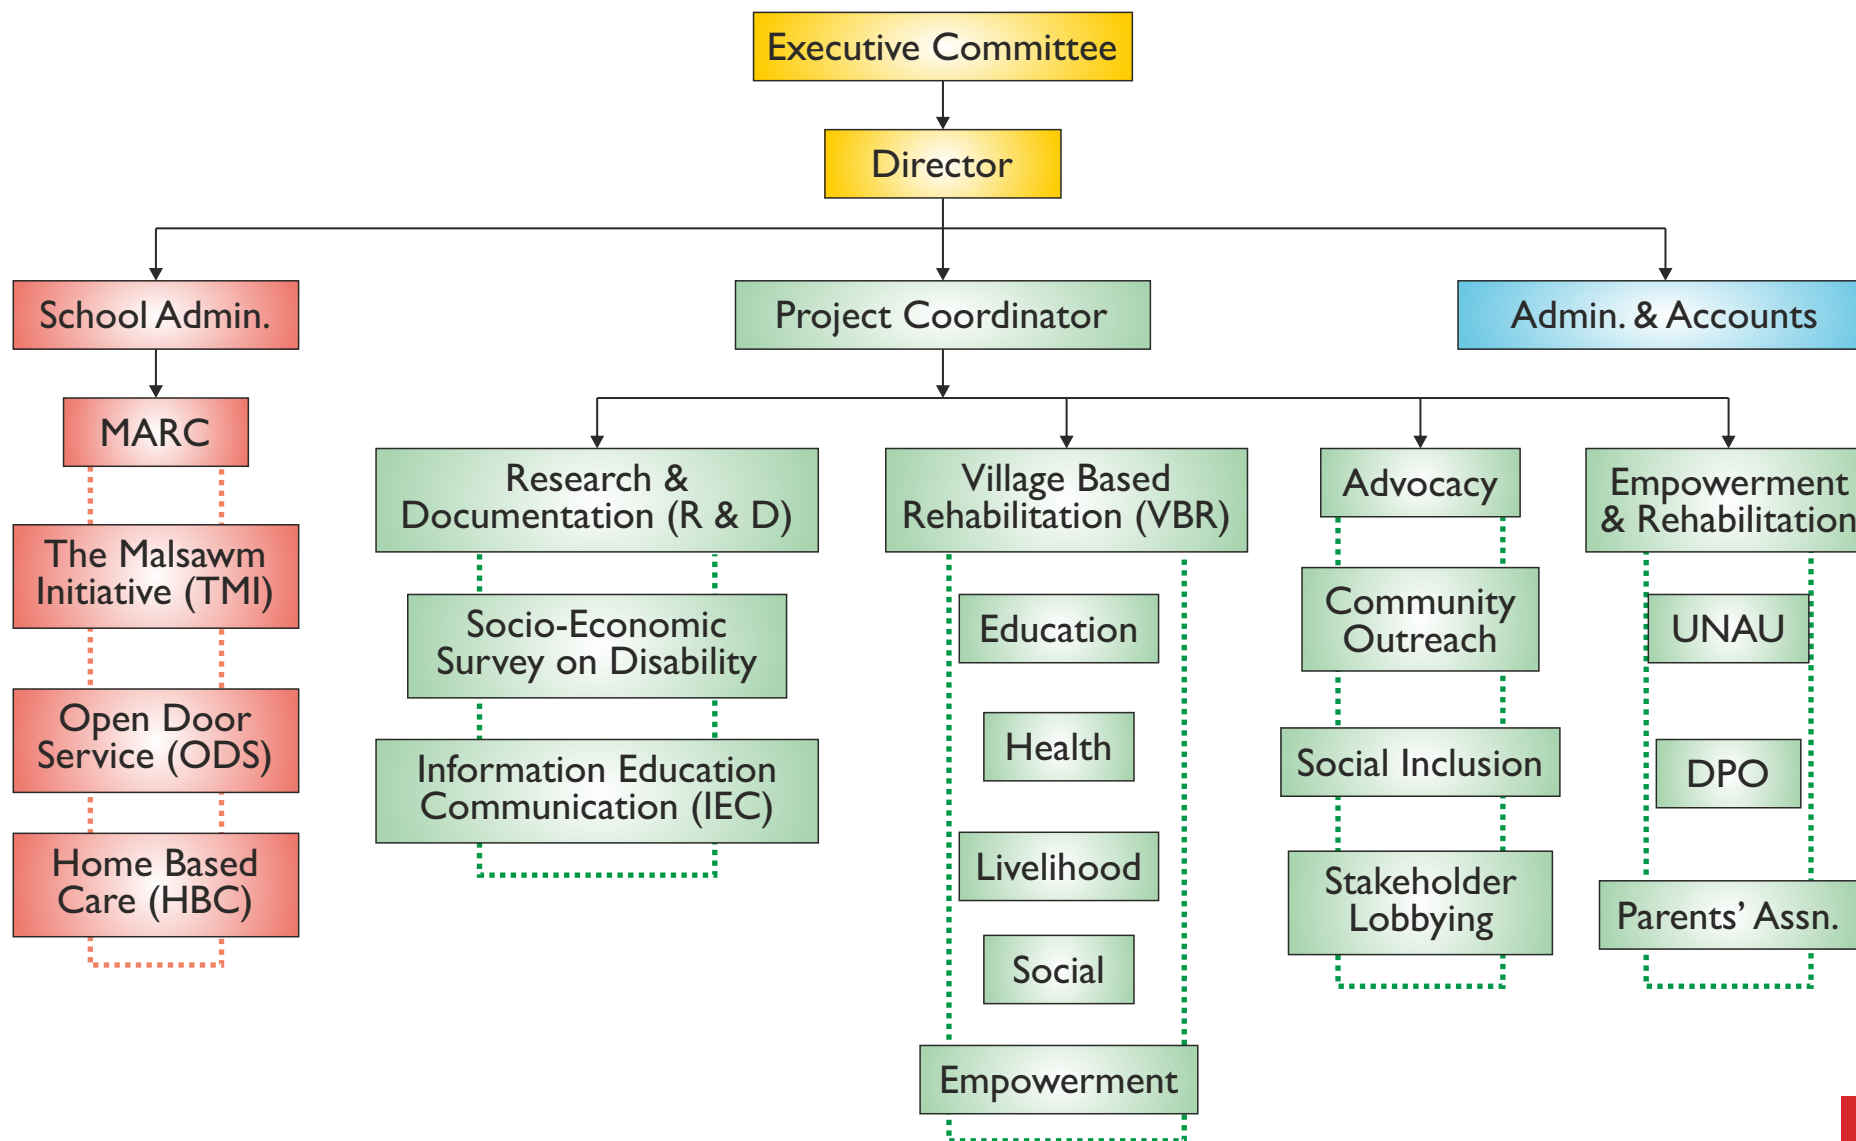 Executive Committee
Director
School Admin.
Project Coordinator
Admin. & Accounts
MARC
The Malsawm
Initiative (TMI)
Open Door
Service (ODS)
Home Based
Care (HBC)
Research &
Documentation (R & D)
Socio-Economic
Survey on Disability
Information Education
Communication (IEC)
Village Based
Rehabilitation (VBR)
Education
Health
Livelihood
Social
Empowerment
Advocacy
Community
Outreach
Social Inclusion
Stakeholder
Lobbying
Empowerment
& Rehabilitation
UNAU
DPO
Parents’ Assn.